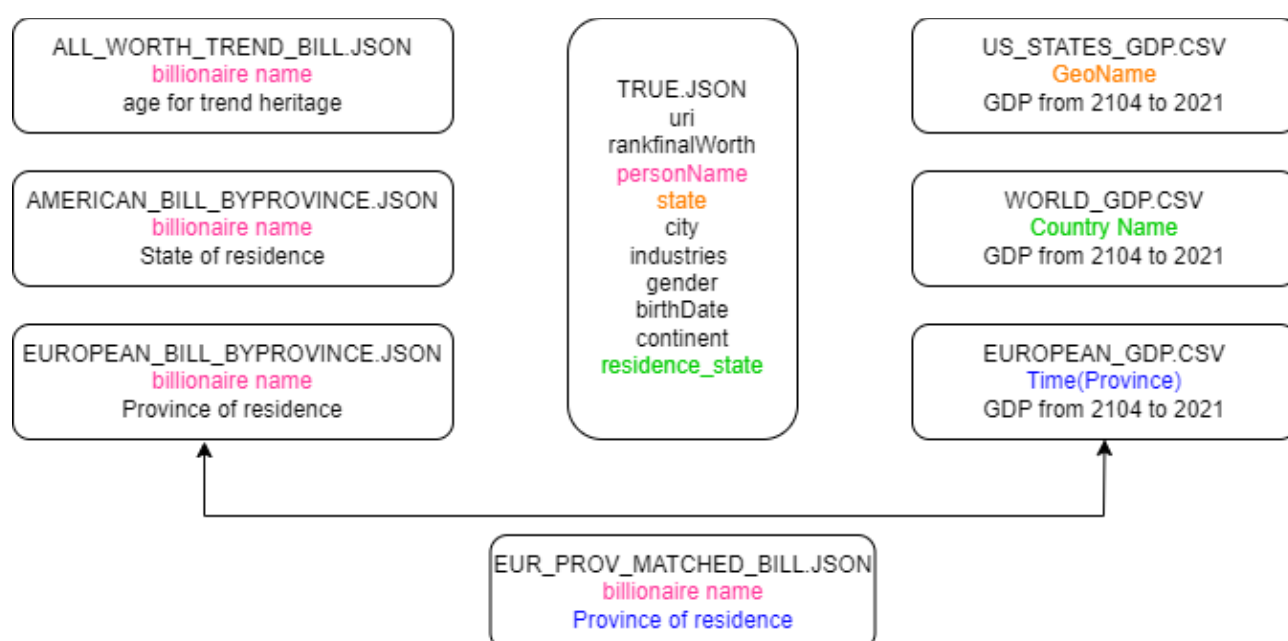 ALL_WORTH_TREND_BILL.JSON
billionaire name
age for trend heritage
AMERICAN_BILL_BYPROVINCE.JSON
billionaire name
State of residence
EUROPEAN_BILL_BYPROVINCE.JSON
billionaire name
Province of residence
TRUE.JSON
uri
rankfinalWorth
personName
state
city
industries
gender
birthDate
continent
residence_state
US_STATES_GDP.CSV
GeoName
GDP from 2104 to 2021
WORLD_GDP.CSV
Country Name
GDP from 2104 to 2021
EUROPEAN_GDP.CSV
Time(Province)
GDP from 2104 to 2021
EUR_PROV_MATCHED_BILL.JSON
billionaire name
Province of residence